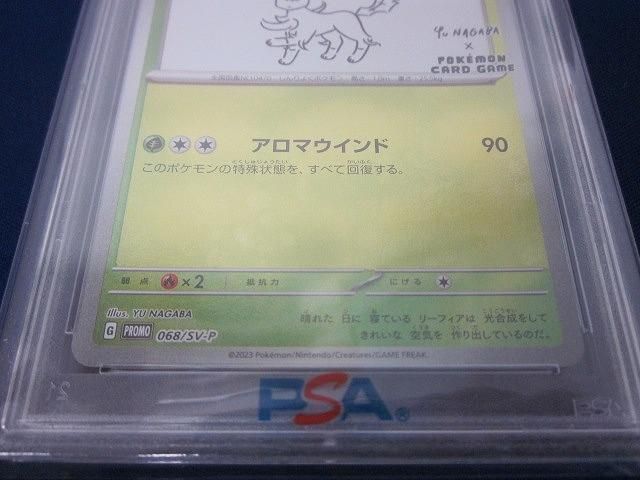 Yu NAGABA
×
POKÉMON
CARD GAME
アロマウインド 90
このポケモンの特殊状態を、すべて回復する。
弱点 ×2 抵抗力 にげる
Illus. YU NAGABA
晴れた 日に 寝ている リーフィアは 光合成をして
G PROMO 068/SV-P
きれいな 空気を 作り出しているのだ。
©2023 Pokémon/Nintendo/Creatures/GAME FREAK.
PSA®